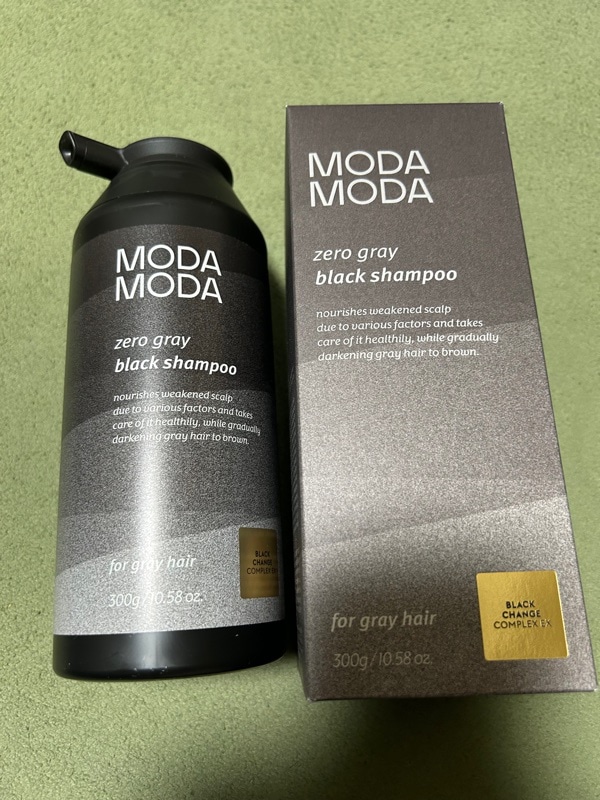 MODA
MODA
zero gray
black shampoo
nourishes weakened scalp
due to various factors and takes
care of it healthily, while gradually
darkening gray hair to brown.
for gray hair
300g/10.58 oz.
BLACK
CHANGE
COMPLEX EX
MODA
MODA
zero gray
black shampoo
nourishes weakened scalp
due to various factors and takes
care of it healthily, while gradually
darkening gray hair to brown.
for gray hair
300g / 10.58 oz.
BLACK
CHANGE
COMPLEX EX